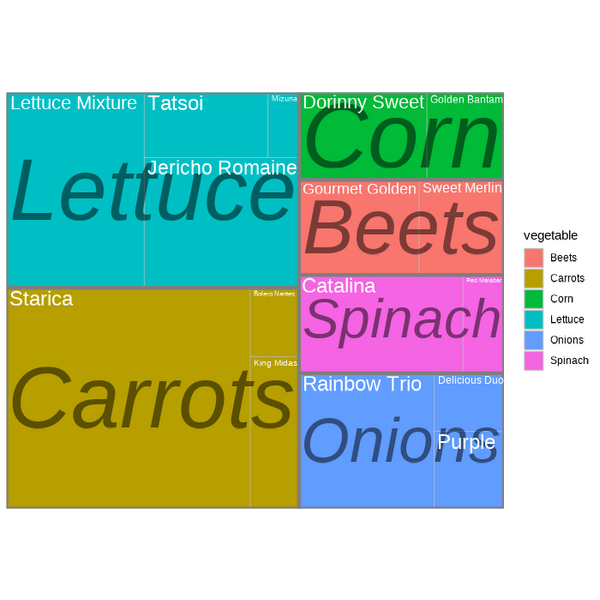 Lettuce Mixture
Tatsoi
Mizuna
Jericho Romaine
Lettuce
Starica
Bolero Nantes
King Midas
Carrots
Dorinny Sweet
Golden Bantam
Corn
Gourmet Golden
Sweet Merlin
Beets
Catalina
Red Malabar
Spinach
Rainbow Trio
Delicious Duo
Purple
Onions
vegetable
Beets
Carrots
Corn
Lettuce
Onions
Spinach